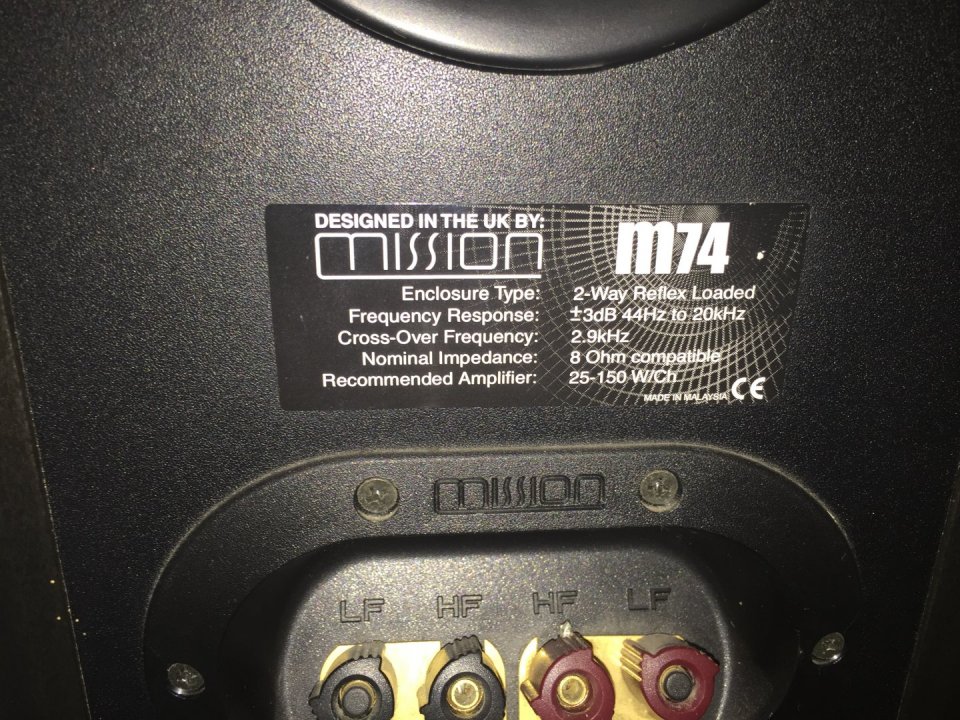 DESIGNED IN THE UK BY:
mission
m74
Enclosure Type: 2-Way Reflex Loaded
Frequency Response: ±3dB 44Hz to 20kHz
Cross-Over Frequency: 2.9kHz
Nominal Impedance: 8 Ohm compatible
Recommended Amplifier: 25-150 W/Ch
MADE IN MALAYSIA CE
mission
LF HF HF LF